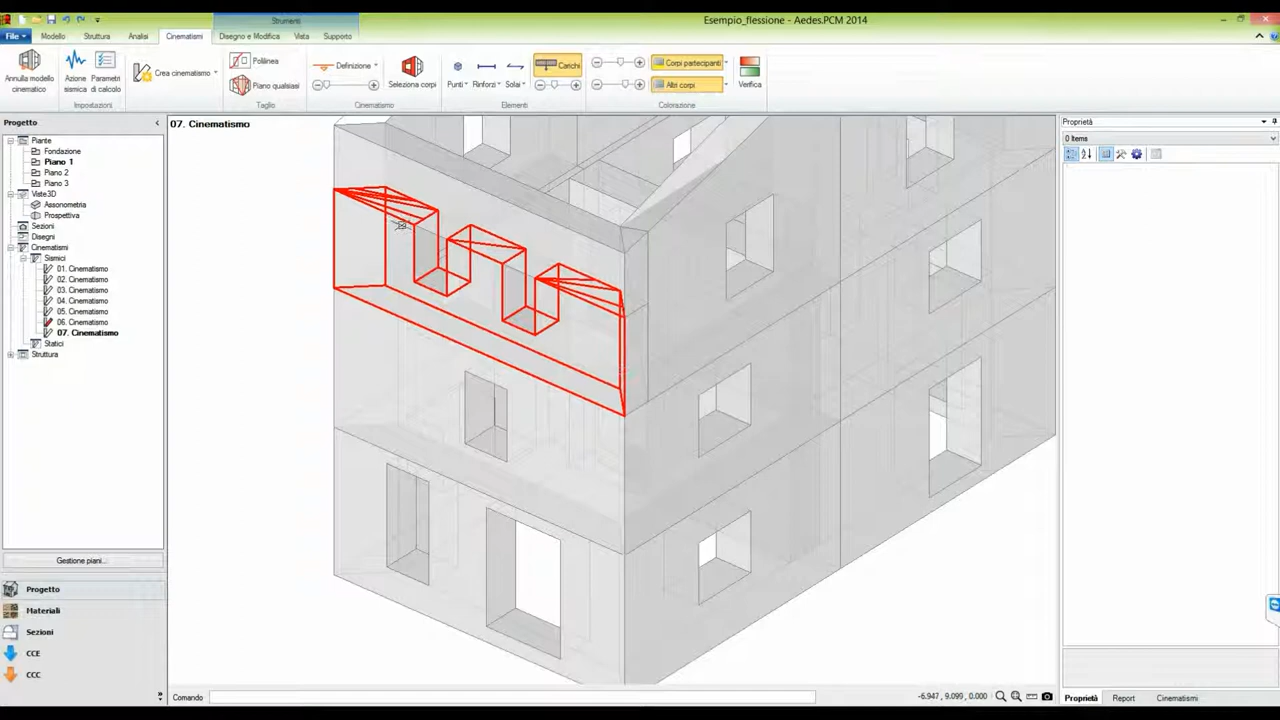 Strumenti
Esempio_flessione - Aedes.PCM 2014
File
Modello
Struttura
Analisi
Cinematismi
Disegno e Modifica
Vista
Supporto
Annulla modello
cinematico
Azione
sismica
Parametri
di calcolo
Impostazioni
Crea cinematismo
Polilinea
Piano qualsiasi
Taglio
Definizione
Seleziona corpi
Cinematismo
Punti
Rinforzi
Solai
Carichi
Elementi
Corpi partecipanti
Altri corpi
Colorazione
Verifica
Progetto
Piante
Fondazione
Piano 1
Piano 2
Piano 3
Viste3D
Assonometria
Prospettiva
Sezioni
Disegni
Cinematismi
Sismici
01. Cinematismo
02. Cinematismo
03. Cinematismo
04. Cinematismo
05. Cinematismo
06. Cinematismo
07. Cinematismo
Statici
Struttura
Gestione piani...
Progetto
Materiali
Sezioni
CCE
CCC
07. Cinematismo
Comando
-6.947 , 9.099 , 0.000
Proprietà
0 Items
Proprietà
Report
Cinematismi